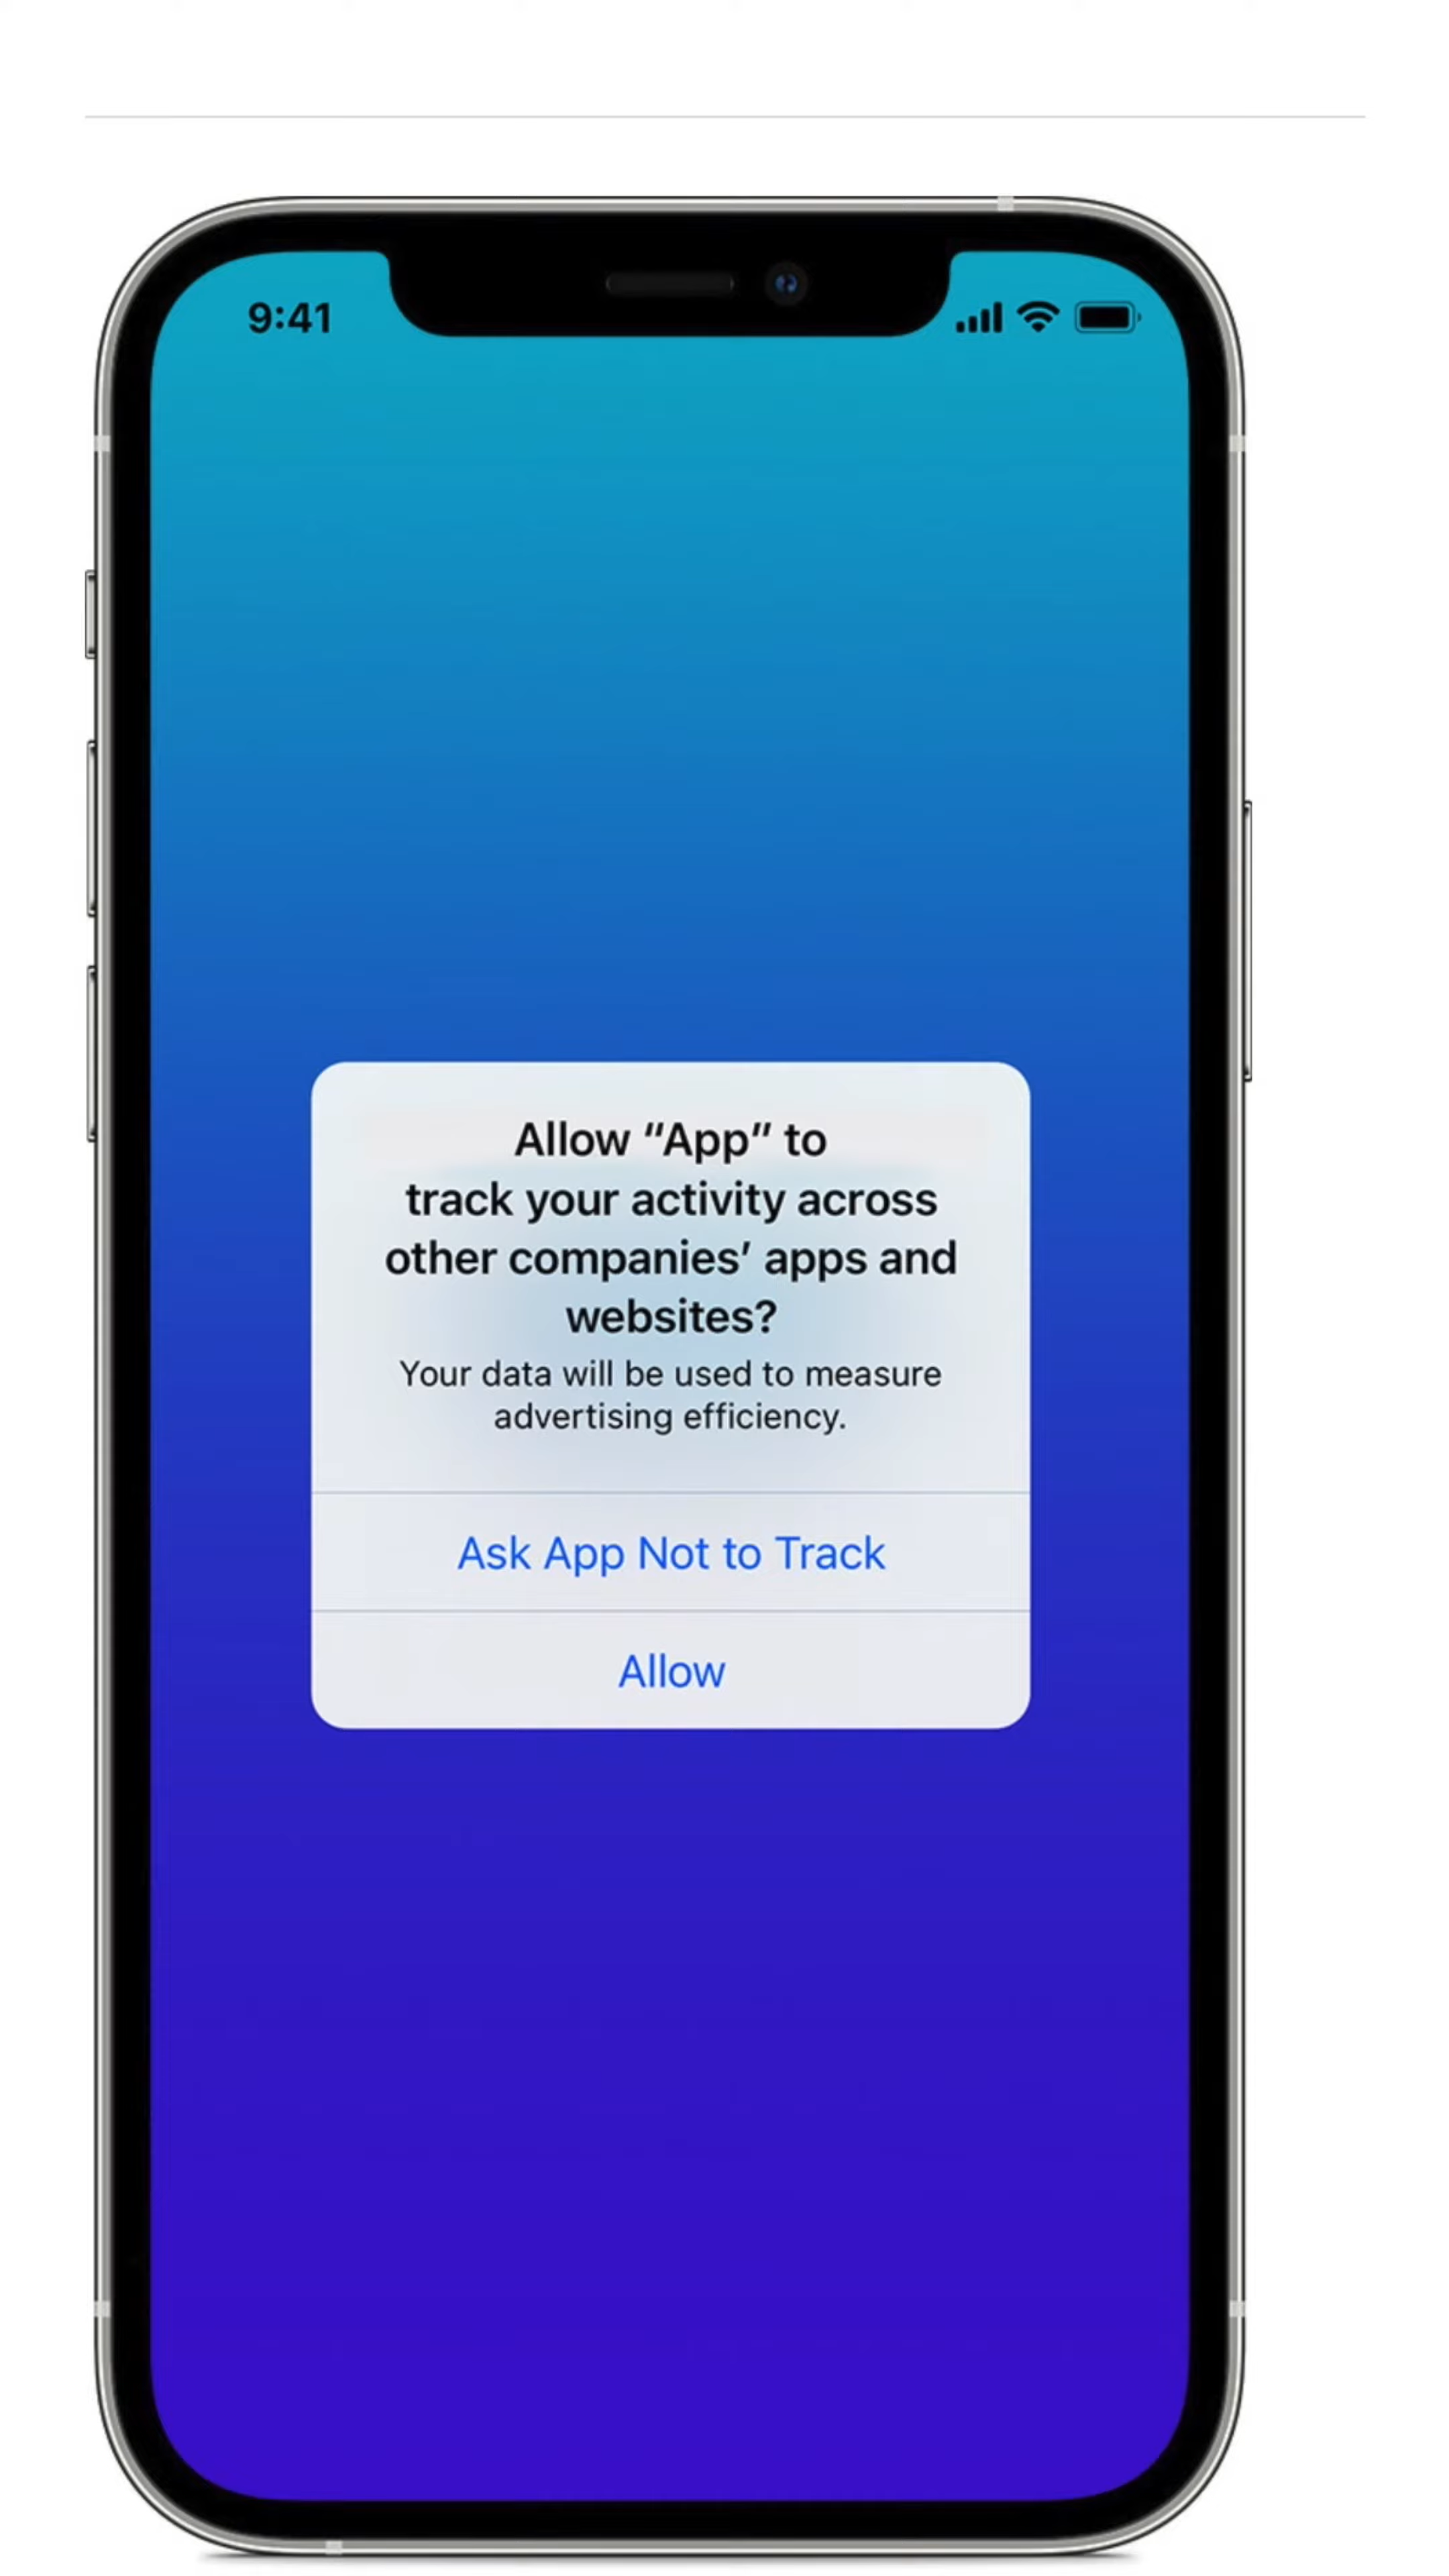 9:41
Allow “App” to
track your activity across
other companies’ apps and
websites?
Your data will be used to measure
advertising efficiency.
Ask App Not to Track
Allow